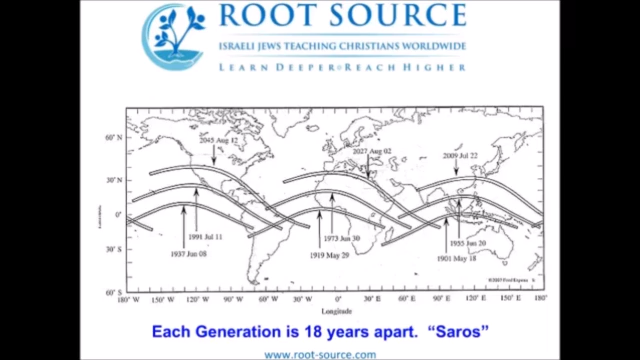 ROOT SOURCE
ISRAELI JEWS TEACHING CHRISTIANS WORLDWIDE
LEARN DEEPER REACH HIGHER
60° N
2045 Aug 12
2027 Aug 02
2009 Jul 22
30° N
0°
1991 Jul 11
1973 Jun 30
1955 Jun 20
30° S
1937 Jun 08
1919 May 29
1901 May 18
60° S
180° W 150° W 120° W 90° W 60° W 30° W 0° 30° E 60° E 90° E 120° E 150° E 180°
Longitude
Each Generation is 18 years apart. “Saros”
www.root-source.com